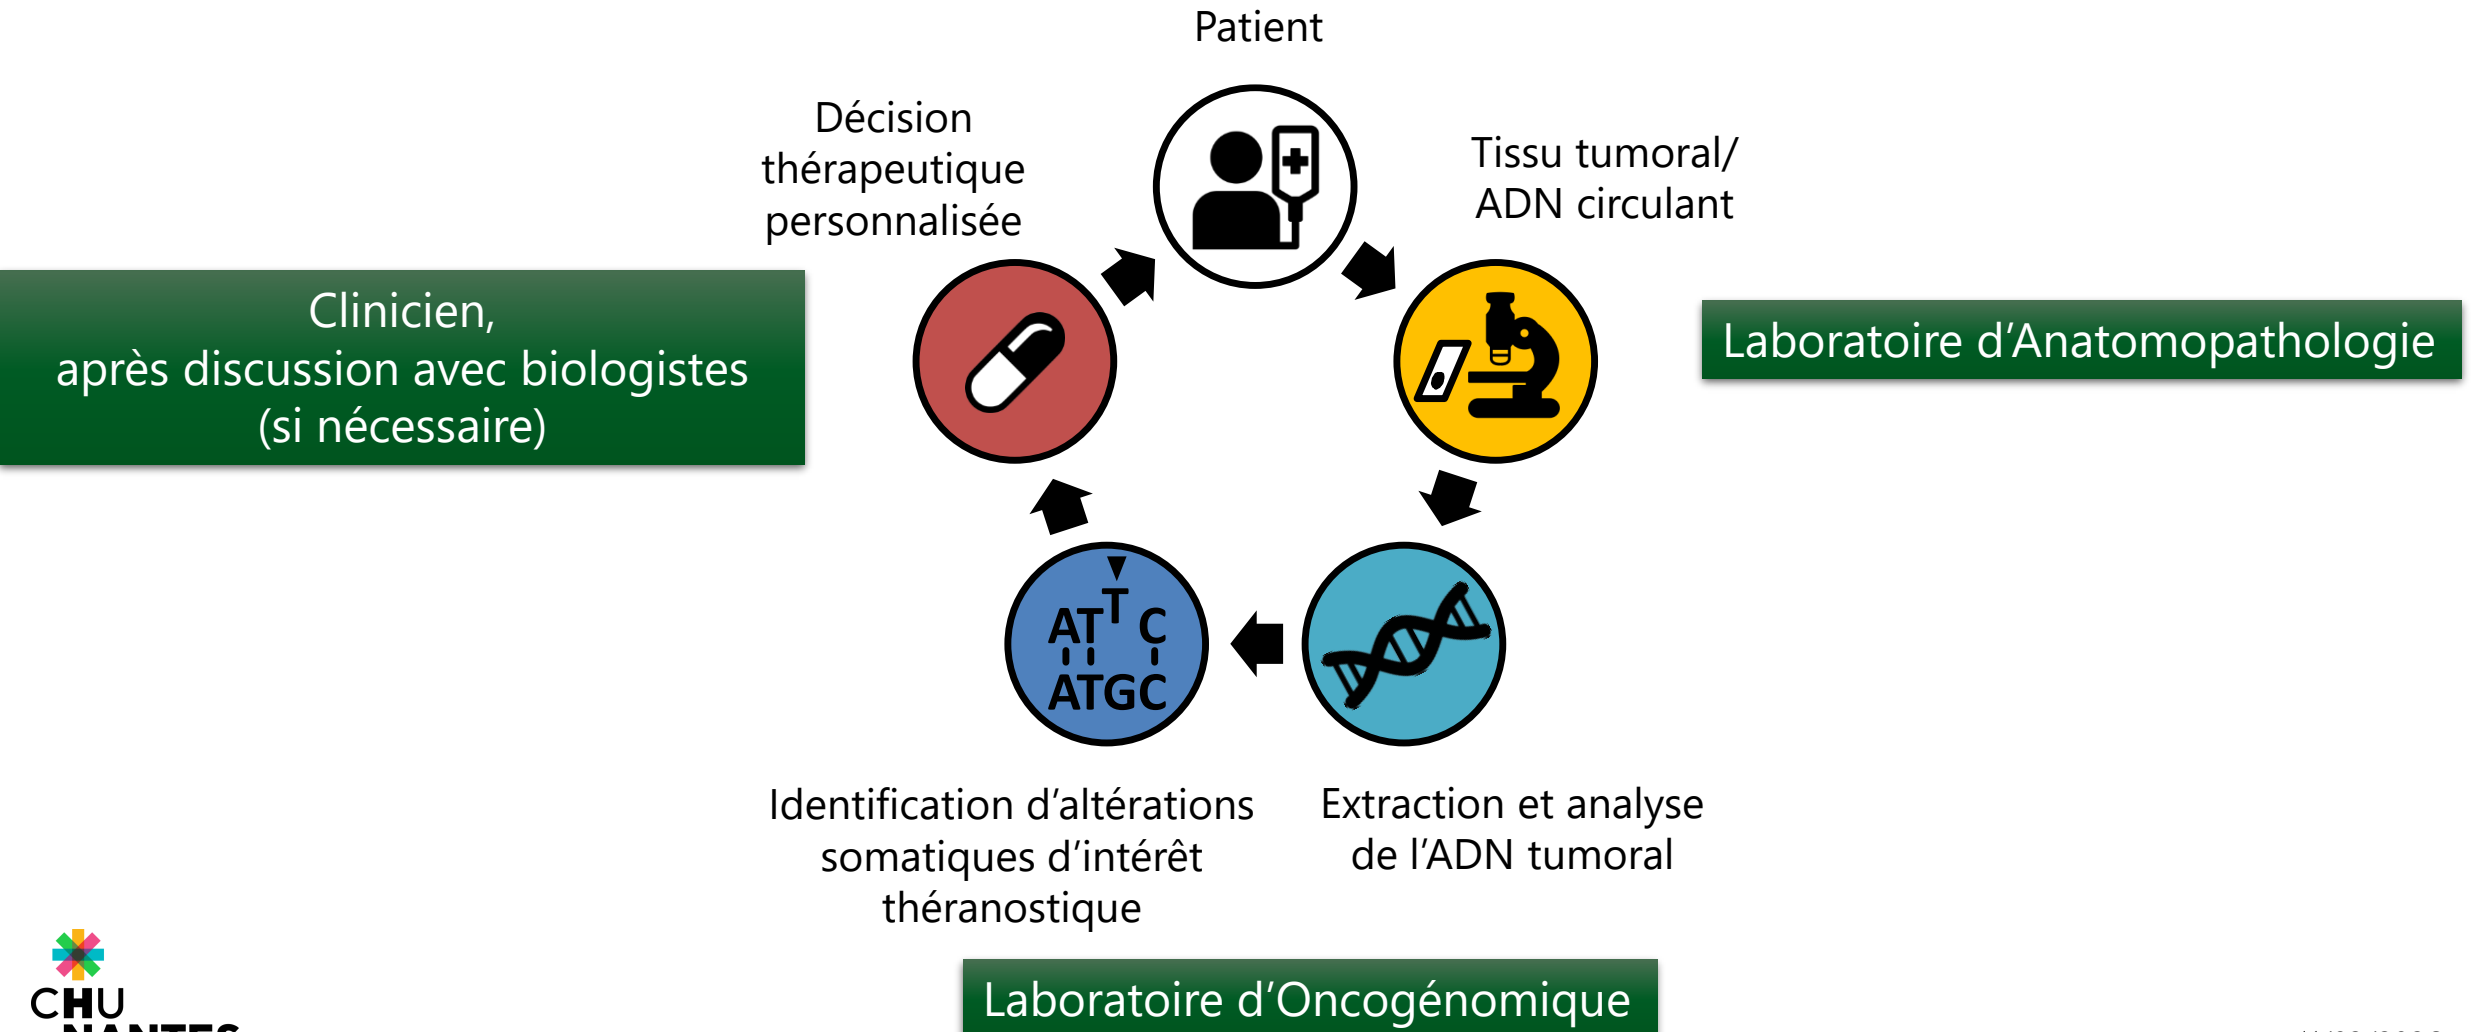 Patient
Décision
thérapeutique
personnalisée
Tissu tumoral/
ADN circulant
Clinicien,
après discussion avec biologistes
(si nécessaire)
Laboratoire d’Anatomopathologie
T
AT C
ATGC
Identification d’altérations
somatiques d’intérêt
théranostique
Extraction et analyse
de l’ADN tumoral
Laboratoire d’Oncogénomique
CHU
NANTES